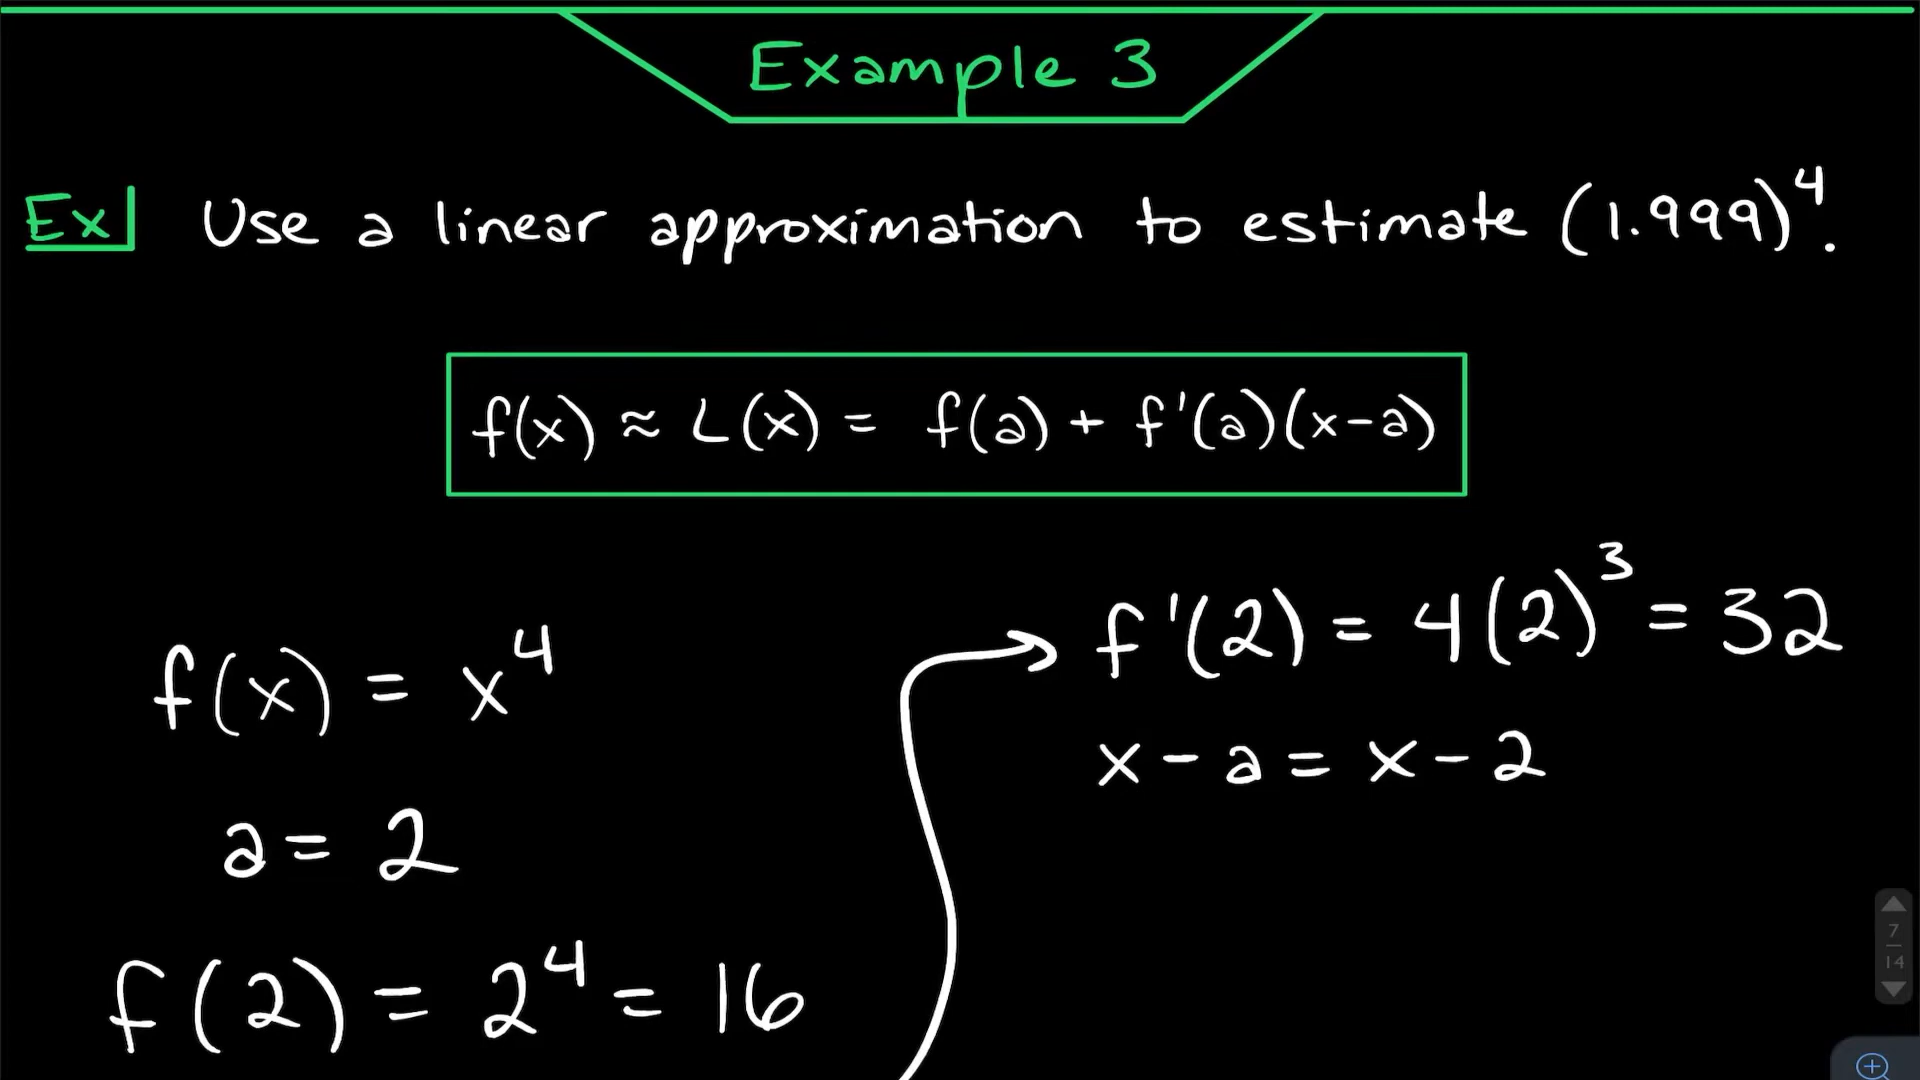 Example 3
Ex Use a linear approximation to estimate (1.999)⁴.
f(x) ≈ L(x) = f(a) + f'(a)(x-a)
f(x) = x⁴
a = 2
f(2) = 2⁴ = 16
f'(2) = 4(2)³ = 32
x - a = x - 2
7
14